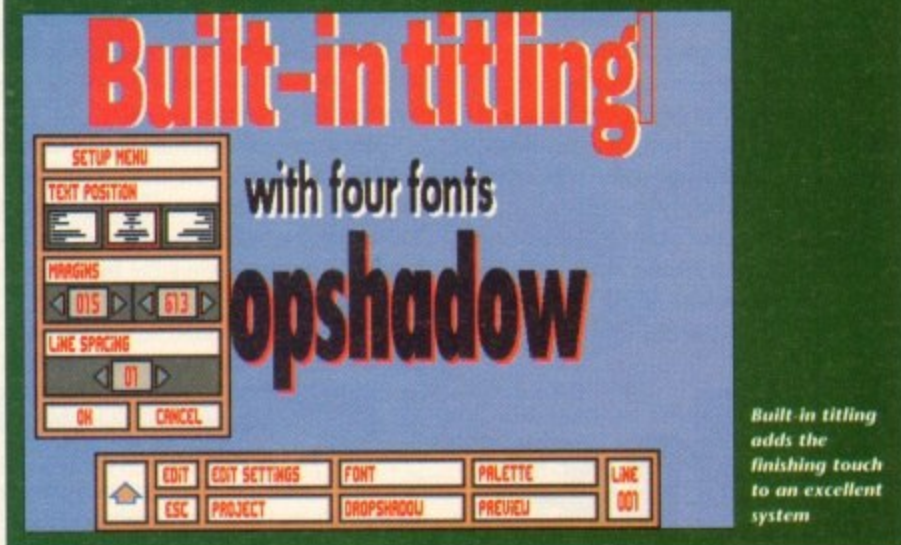 Built-in titling
with four fonts
opshadow
SETUP MENU
TEXT POSITION
MARGINS
015 613
LINE SPACING
01
OK CANCEL
EDIT EDIT SETTINGS FONT PALETTE LINE
ESC PROJECT DROPSHADOW PREVIEW 001
Built-in titling
adds the
finishing touch
to an excellent
system